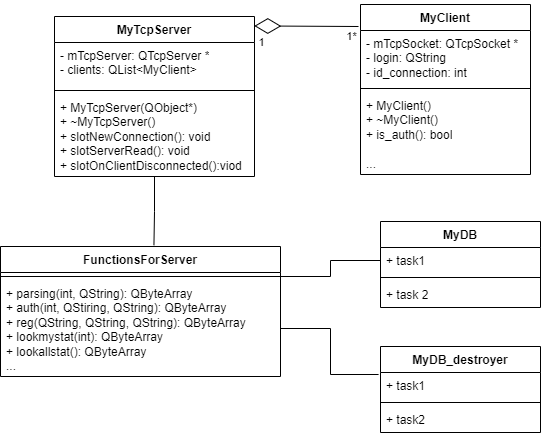 MyTcpServer
- mTcpServer: QTcpServer *
- clients: QList<MyClient>
+ MyTcpServer(QObject*)
+ ~MyTcpServer()
+ slotNewConnection(): void
+ slotServerRead(): void
+ slotOnClientDisconnected():viod
1
1*
MyClient
- mTcpSocket: QTcpSocket *
- login: QString
- id_connection: int
+ MyClient()
+ ~MyClient()
+ is_auth(): bool
...
FunctionsForServer
+ parsing(int, QString): QByteArray
+ auth(int, QStiring, QString): QByteArray
+ reg(QString, QString, QString): QByteArray
+ lookmystat(int): QByteArray
+ lookallstat(): QByteArray
...
MyDB
+ task1
+ task 2
MyDB_destroyer
+ task1
+ task2